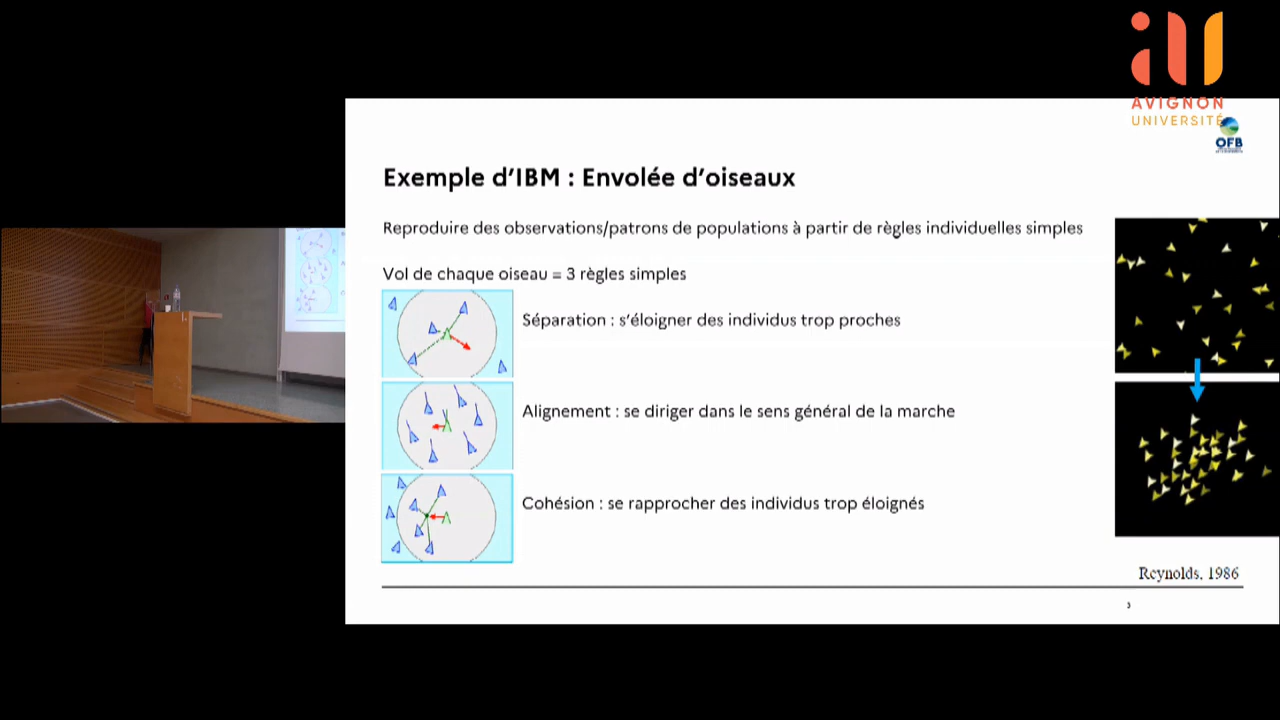 AVIGNON
UNIVERSITÉ
OFB
Exemple d'IBM : Envolée d'oiseaux
Reproduire des observations/patrons de populations à partir de règles individuelles simples
Vol de chaque oiseau = 3 règles simples
Séparation : s'éloigner des individus trop proches
Alignement : se diriger dans le sens général de la marche
Cohésion : se rapprocher des individus trop éloignés
Reynolds, 1986
3